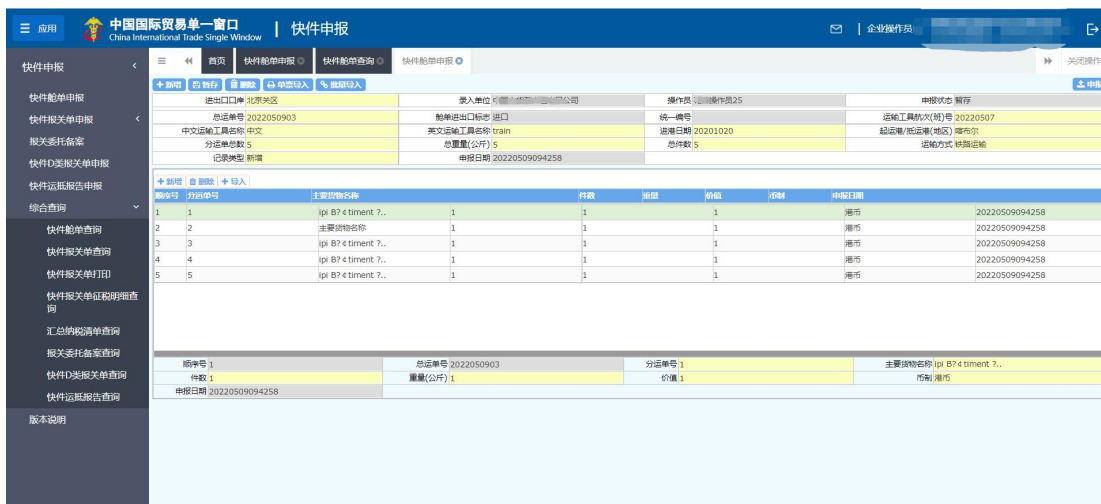 应用
中国国际贸易单一窗口 | 快件申报
China International Trade Single Window
企业操作员
快件申报
首页 快件舱单申报 快件舱单查询 快件舱单申报 关闭操作
快件舱单申报
快件报关单申报
报关委托备案
快件D类报关单申报
快件运抵报告申报
综合查询
快件舱单查询
快件报关单查询
快件报关单打印
快件报关单征税明细查
询
汇总纳税清单查询
报关委托备案查询
快件D类报关单查询
快件运抵报告查询
版本说明
+新增 暂存 删除 单票导入 批量导入 申报
进出口口岸 北京关区 录入单位 公司 操作员 操作员25 申报状态 暂存
总运单号 2022050903 舱单进出口标志 进口 统一编号 运输工具航次(班)号 20220507
中文运输工具名称 中文 英文运输工具名称 train 进港日期 20201020 起运港/抵运港(地区) 喀布尔
分运单总数 5 总重量(公斤) 5 总件数 5 运输方式 铁路运输
记录类型 新增 申报日期 20220509094258
+新增 删除 +导入
顺序号 分运单号 主要货物名称 件数 重量 价值 币制 申报日期
1 1 ipi B?¢timent ?.. 1 1 1 港币 20220509094258
2 2 主要货物名称 1 1 1 港币 20220509094258
3 3 ipi B?¢timent ?.. 1 1 1 港币 20220509094258
4 4 ipi B?¢timent ?.. 1 1 1 港币 20220509094258
5 5 ipi B?¢timent ?.. 1 1 1 港币 20220509094258
顺序号 1 总运单号 2022050903 分运单号 1 主要货物名称 ipi B?¢timent ?..
件数 1 重量(公斤) 1 价值 1 币制 港币
申报日期 20220509094258